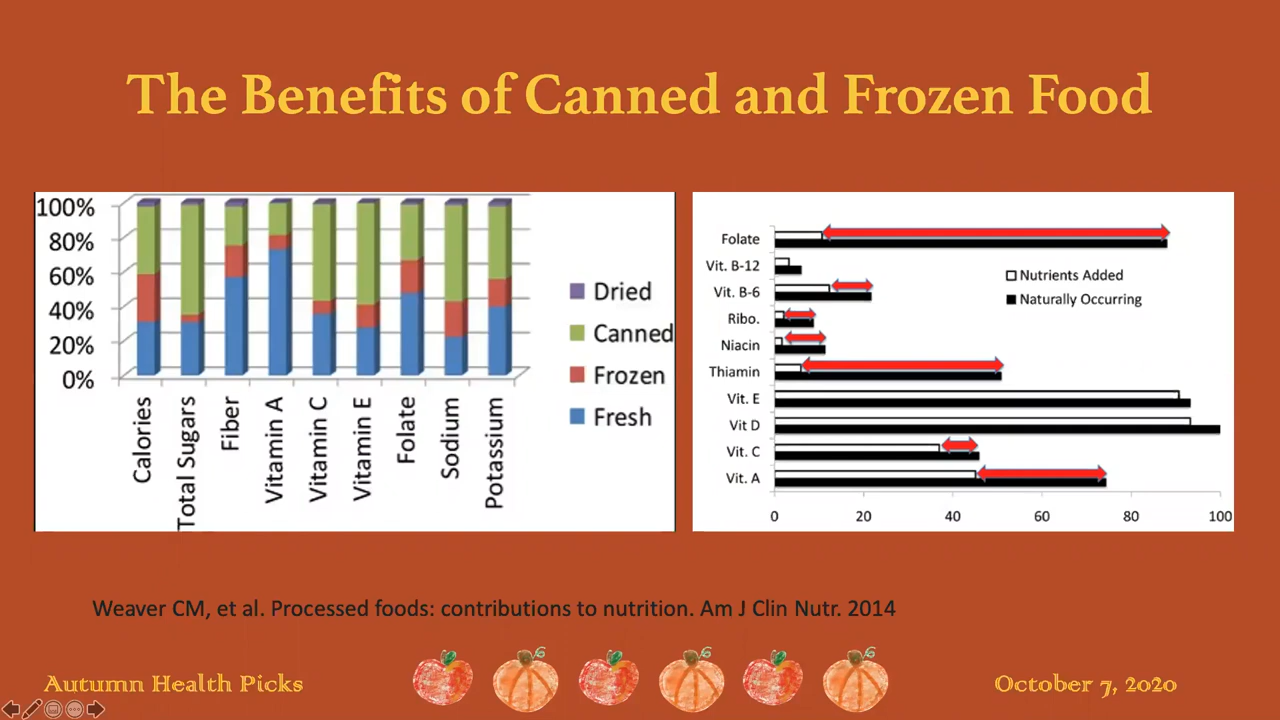 The Benefits of Canned and Frozen Food
100%
80%
60%
40%
20%
0%
Calories
Total Sugars
Fiber
Vitamin A
Vitamin C
Vitamin E
Folate
Sodium
Potassium
Dried
Canned
Frozen
Fresh
Folate
Vit. B-12
Vit. B-6
Ribo.
Niacin
Thiamin
Vit. E
Vit D
Vit. C
Vit. A
Nutrients Added
Naturally Occurring
0 20 40 60 80 100
Weaver CM, et al. Processed foods: contributions to nutrition. Am J Clin Nutr. 2014
Autumn Health Picks
October 7, 2020